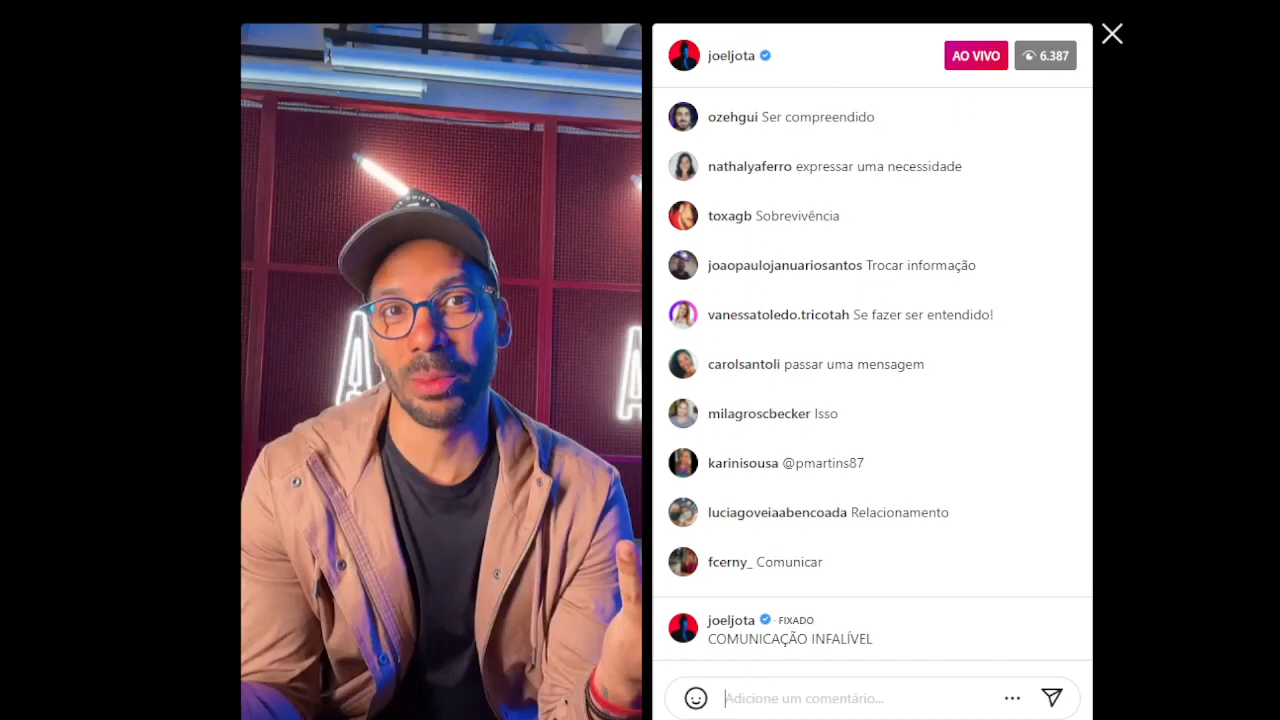 joeljota
AO VIVO
6.387
ozehgui Ser compreendido
nathalyaferro expressar uma necessidade
toxagb Sobrevivência
joaopaulojanuariosantos Trocar informação
vanessatoledo.tricotah Se fazer ser entendido!
carolsantoli passar uma mensagem
milagroscbecker Isso
karinisousa @pmartins87
luciagoveiaabencoada Relacionamento
fcerny_ Comunicar
joeljota · FIXADO
COMUNICAÇÃO INFALÍVEL
Adicione um comentário...